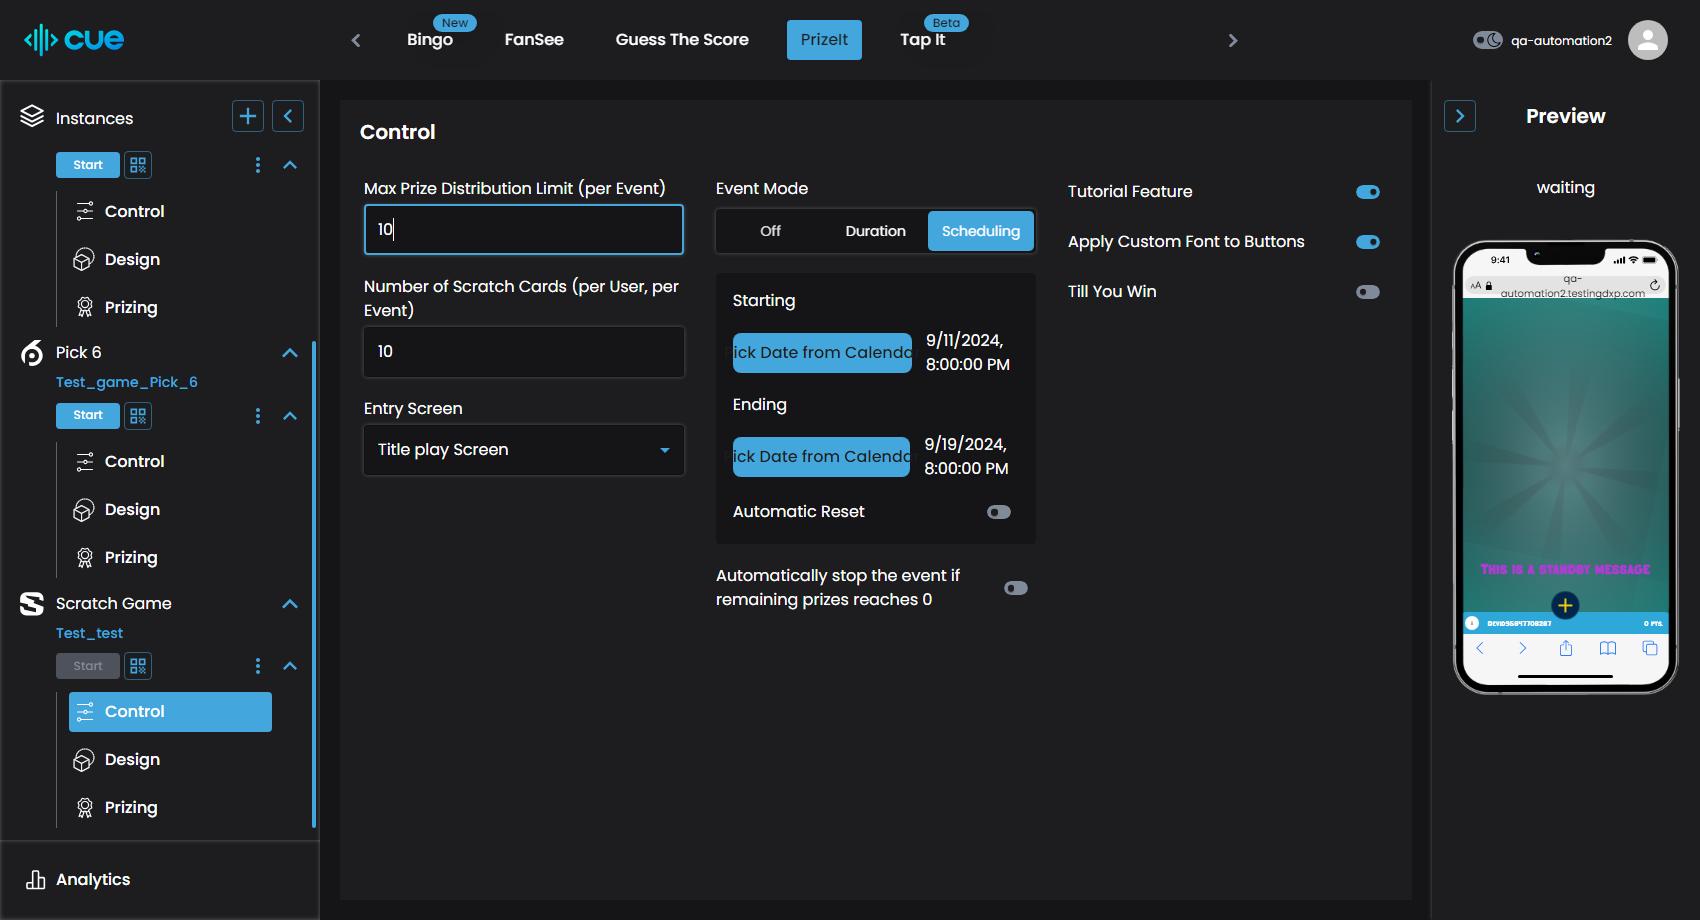 cue
Bingo
New
FanSee
Guess The Score
PrizeIt
Tap It
Beta
qa-automation2
Instances
Start
Control
Design
Prizing
Pick 6
Test_game_Pick_6
Start
Control
Design
Prizing
Scratch Game
Test_test
Start
Control
Design
Prizing
Analytics
Control
Max Prize Distribution Limit (per Event)
10
Number of Scratch Cards (per User, per
Event)
10
Entry Screen
Title play Screen
Event Mode
Off
Duration
Scheduling
Starting
ick Date from Calendar
9/11/2024,
8:00:00 PM
Ending
Pick Date from Calendar
9/19/2024,
8:00:00 PM
Automatic Reset
Automatically stop the event if
remaining prizes reaches 0
Tutorial Feature
Apply Custom Font to Buttons
Till You Win
Preview
waiting
9:41
AA
qa-
automation2.testingdxp.com
This is a standby message
0 PTS.